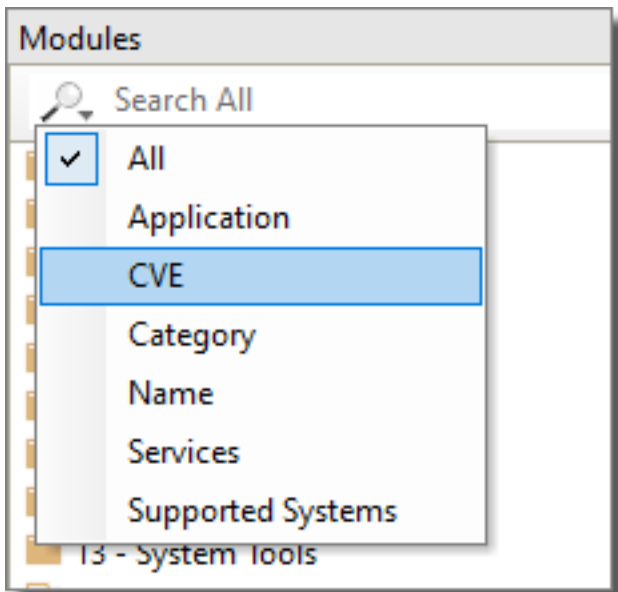 Modules
Search All
All
Application
CVE
Category
Name
Services
Supported Systems
13 - System Tools